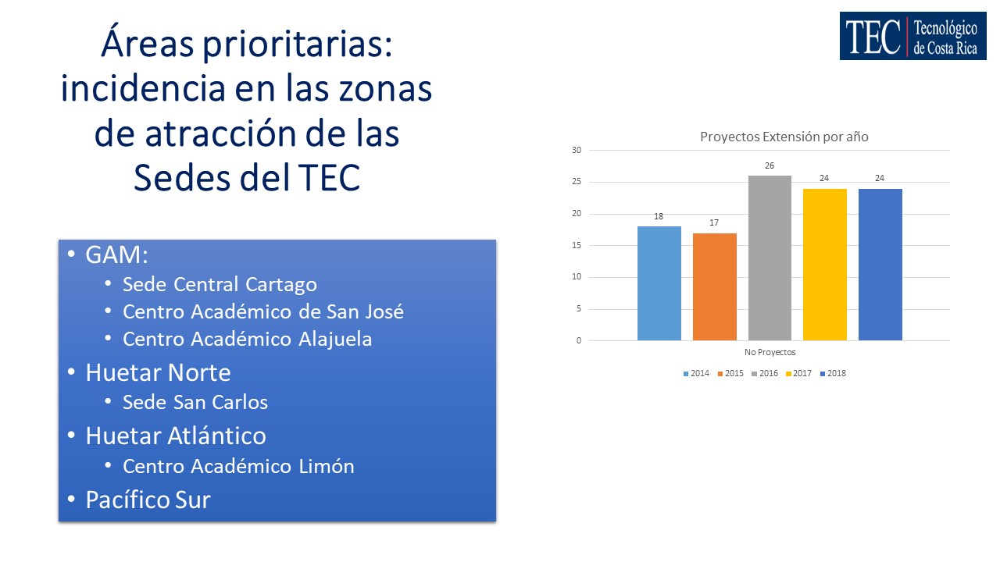 Áreas prioritarias:
incidencia en las zonas
de atracción de las
Sedes del TEC
TEC
Tecnológico
de Costa Rica
• GAM:
• Sede Central Cartago
• Centro Académico de San José
• Centro Académico Alajuela
• Huetar Norte
• Sede San Carlos
• Huetar Atlántico
• Centro Académico Limón
• Pacífico Sur
Proyectos Extensión por año
30
25
20
15
10
5
0
18
17
26
24
24
No Proyectos
2014 2015 2016 2017 2018